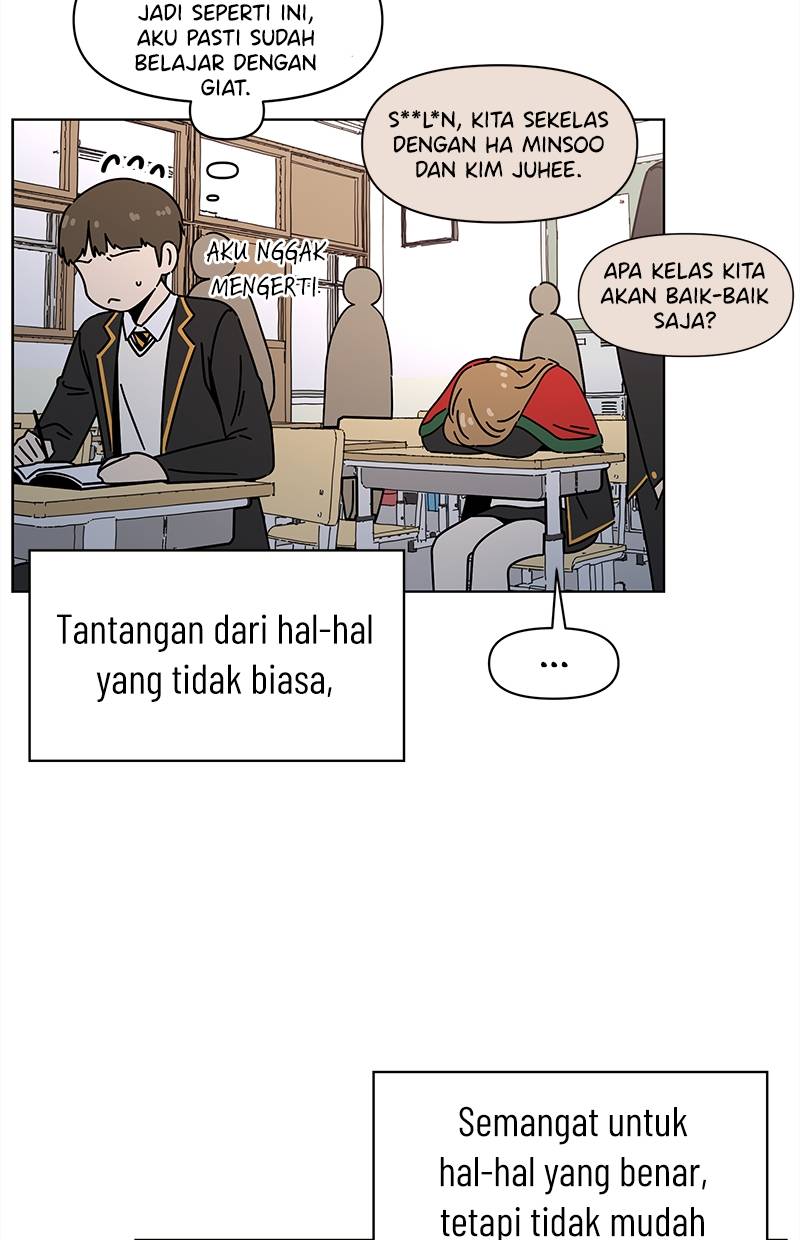 JADI SEPERTI INI,
AKU PASTI SUDAH
BELAJAR DENGAN
GIAT.
S**L*N, KITA SEKELAS
DENGAN HA MINSOO
DAN KIM JUHEE.
AKU NGGAK
MENGERTI.
APA KELAS KITA
AKAN BAIK-BAIK
SAJA?
Tantangan dari hal-hal
yang tidak biasa,
...
Semangat untuk
hal-hal yang benar,
tetapi tidak mudah